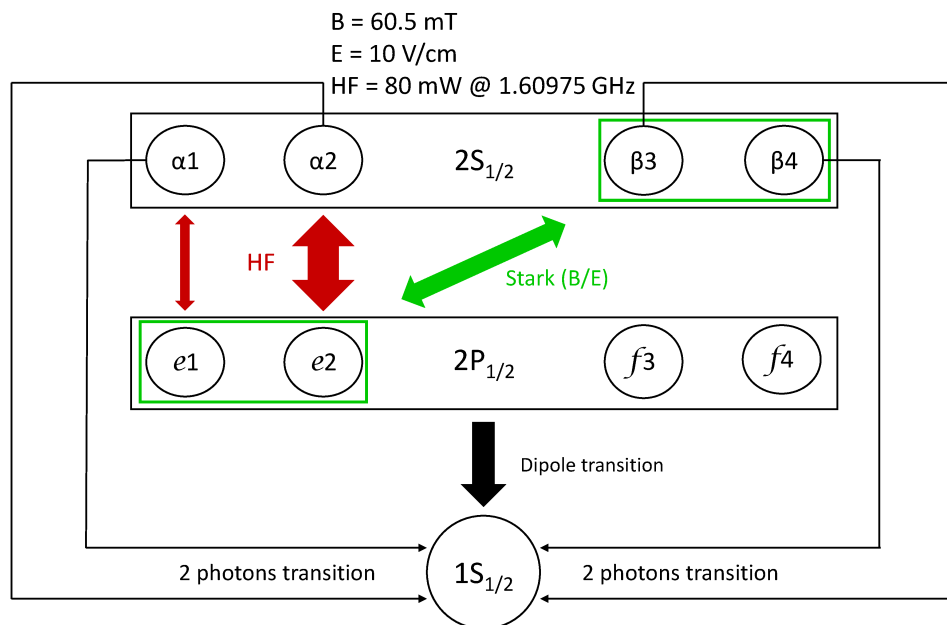 B = 60.5 mT
E = 10 V/cm
HF = 80 mW @ 1.60975 GHz
α1 α2 2S1/2 β3 β4
HF
Stark (B/E)
e1 e2 2P1/2 f3 f4
Dipole transition
2 photons transition 1S1/2 2 photons transition